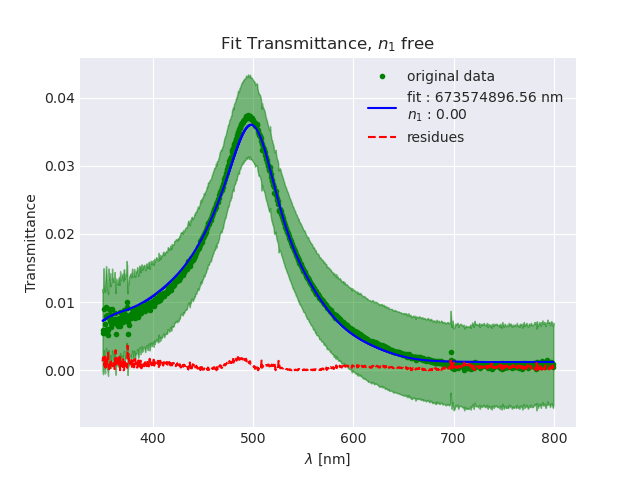 Fit Transmittance, n₁ free
original data
fit : 673574896.56 nm
n₁ : 0.00
residues
Transmittance
0.04
0.03
0.02
0.01
0.00
400 500 600 700 800
λ [nm]